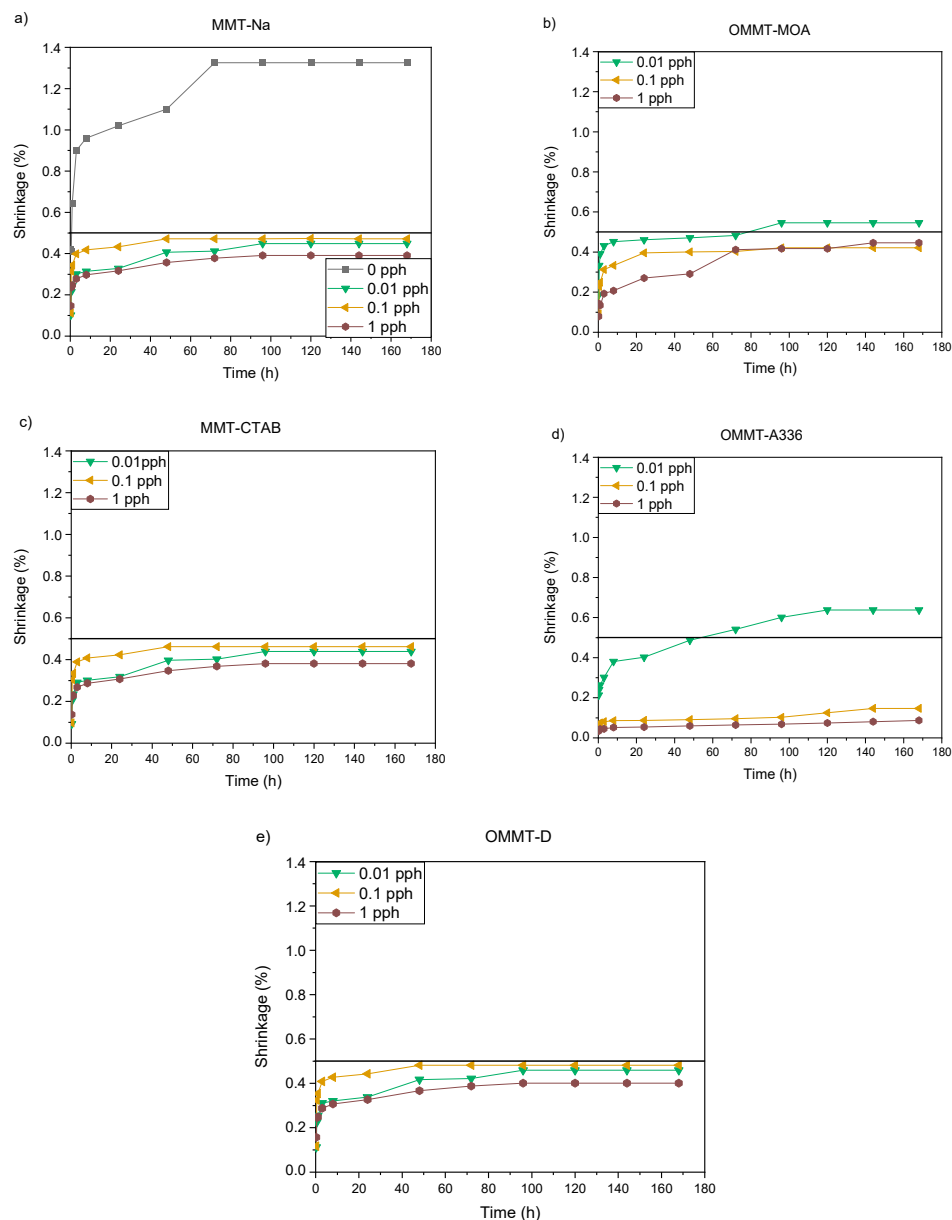 a)
MMT-Na
1.4
1.2
1.0
0.8
0.6
0.4
0.2
0.0
Shrinkage (%)
0 pph
0.01 pph
0.1 pph
1 pph
0 20 40 60 80 100 120 140 160 180
Time (h)
b)
OMMT-MOA
0.01 pph
0.1 pph
1 pph
1.4
1.2
1.0
0.8
0.6
0.4
0.2
0.0
Shrinkage (%)
0 20 40 60 80 100 120 140 160 180
Time (h)
c)
MMT-CTAB
0.01pph
0.1 pph
1 pph
1.4
1.2
1.0
0.8
0.6
0.4
0.2
0.0
Shrinkage (%)
0 20 40 60 80 100 120 140 160 180
Time (h)
d)
OMMT-A336
0.01 pph
0.1 pph
1 pph
1.4
1.2
1.0
0.8
0.6
0.4
0.2
0.0
Shrinkage (%)
0 20 40 60 80 100 120 140 160 180
Time (h)
e)
OMMT-D
0.01 pph
0.1 pph
1 pph
1.4
1.2
1.0
0.8
0.6
0.4
0.2
0.0
Shrinkage (%)
0 20 40 60 80 100 120 140 160 180
Time (h)